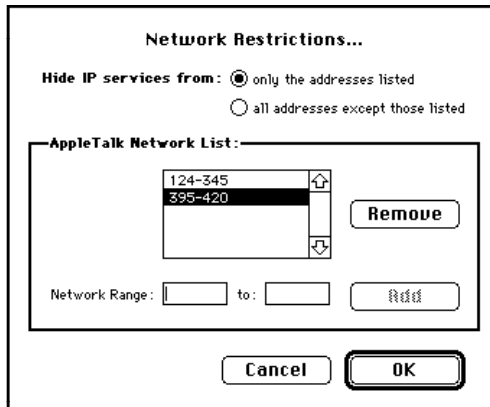 Network Restrictions...
Hide IP services from: only the addresses listed
all addresses except those listed
AppleTalk Network List:
124-345
395-420
Remove
Network Range: to: Add
Cancel OK